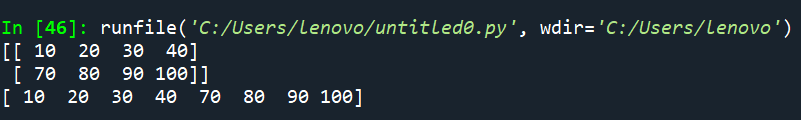 In [46]: runfile('C:/Users/lenovo/untitled0.py', wdir='C:/Users/lenovo')
[[ 10  20  30  40]
 [ 70  80  90 100]]
[ 10  20  30  40  70  80  90 100]